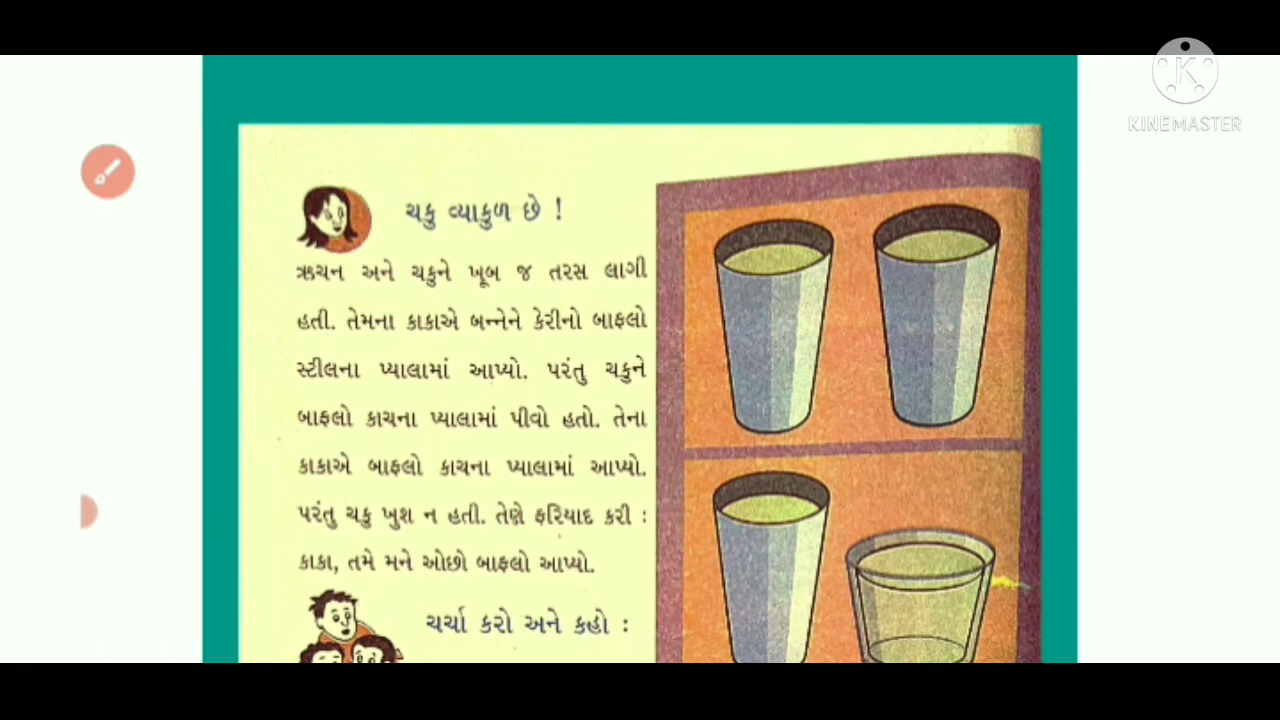 KINEMASTER
ચકુ વ્યાકુળ છે !
ઋચન અને ચકુને ખૂબ જ તરસ લાગી
હતી. તેમના કાકાએ બન્નેને કેરીનો બાફલો
સ્ટીલના પ્યાલામાં આપ્યો. પરંતુ ચકુને
બાફલો કાચના પ્યાલામાં પીવો હતો. તેના
કાકાએ બાફલો કાચના પ્યાલામાં આપ્યો.
પરંતુ ચકુ ખુશ ન હતી. તેણે ફરિયાદ કરી :
કાકા, તમે મને ઓછો બાફલો આપ્યો.
ચર્ચા કરો અને કહો :